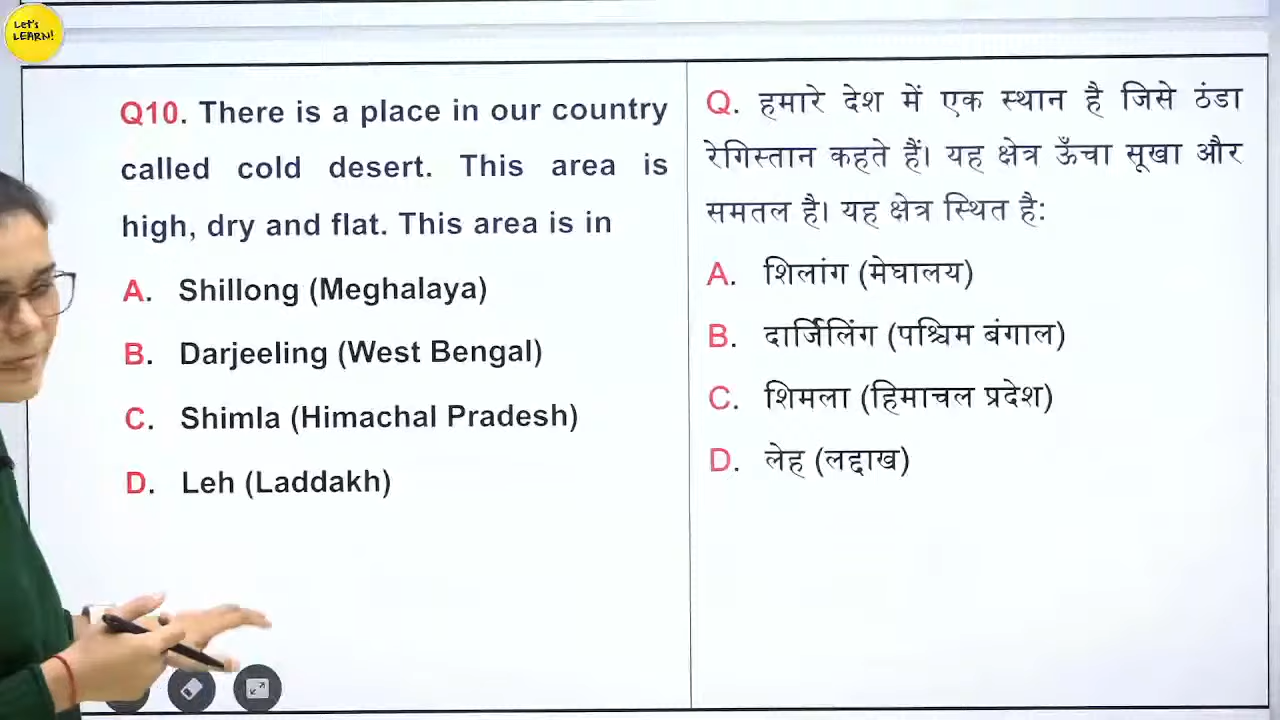 Let's
LEARN!
Q10. There is a place in our country
called cold desert. This area is
high, dry and flat. This area is in
A. Shillong (Meghalaya)
B. Darjeeling (West Bengal)
C. Shimla (Himachal Pradesh)
D. Leh (Laddakh)
Q. हमारे देश में एक स्थान है जिसे ठंडा
रेगिस्तान कहते हैं। यह क्षेत्र ऊँचा सूखा और
समतल है। यह क्षेत्र स्थित है:
A. शिलांग (मेघालय)
B. दार्जिलिंग (पश्चिम बंगाल)
C. शिमला (हिमाचल प्रदेश)
D. लेह (लद्दाख)